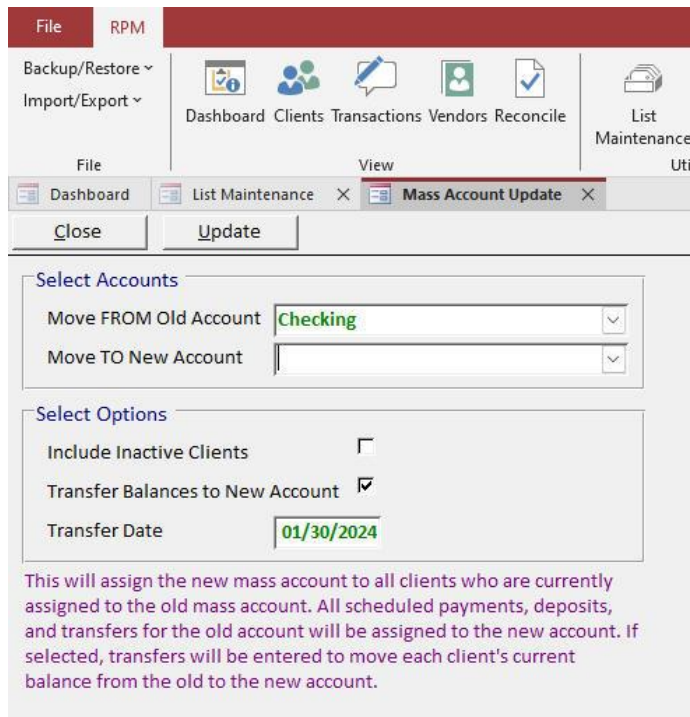 File RPM
Backup/Restore
Import/Export
Dashboard Clients Transactions Vendors Reconcile
List
Maintenance
File View
Dashboard List Maintenance X Mass Account Update X
Close Update
Select Accounts
Move FROM Old Account Checking
Move TO New Account
Select Options
Include Inactive Clients
Transfer Balances to New Account
Transfer Date 01/30/2024
This will assign the new mass account to all clients who are currently
assigned to the old mass account. All scheduled payments, deposits,
and transfers for the old account will be assigned to the new account. If
selected, transfers will be entered to move each client's current
balance from the old to the new account.